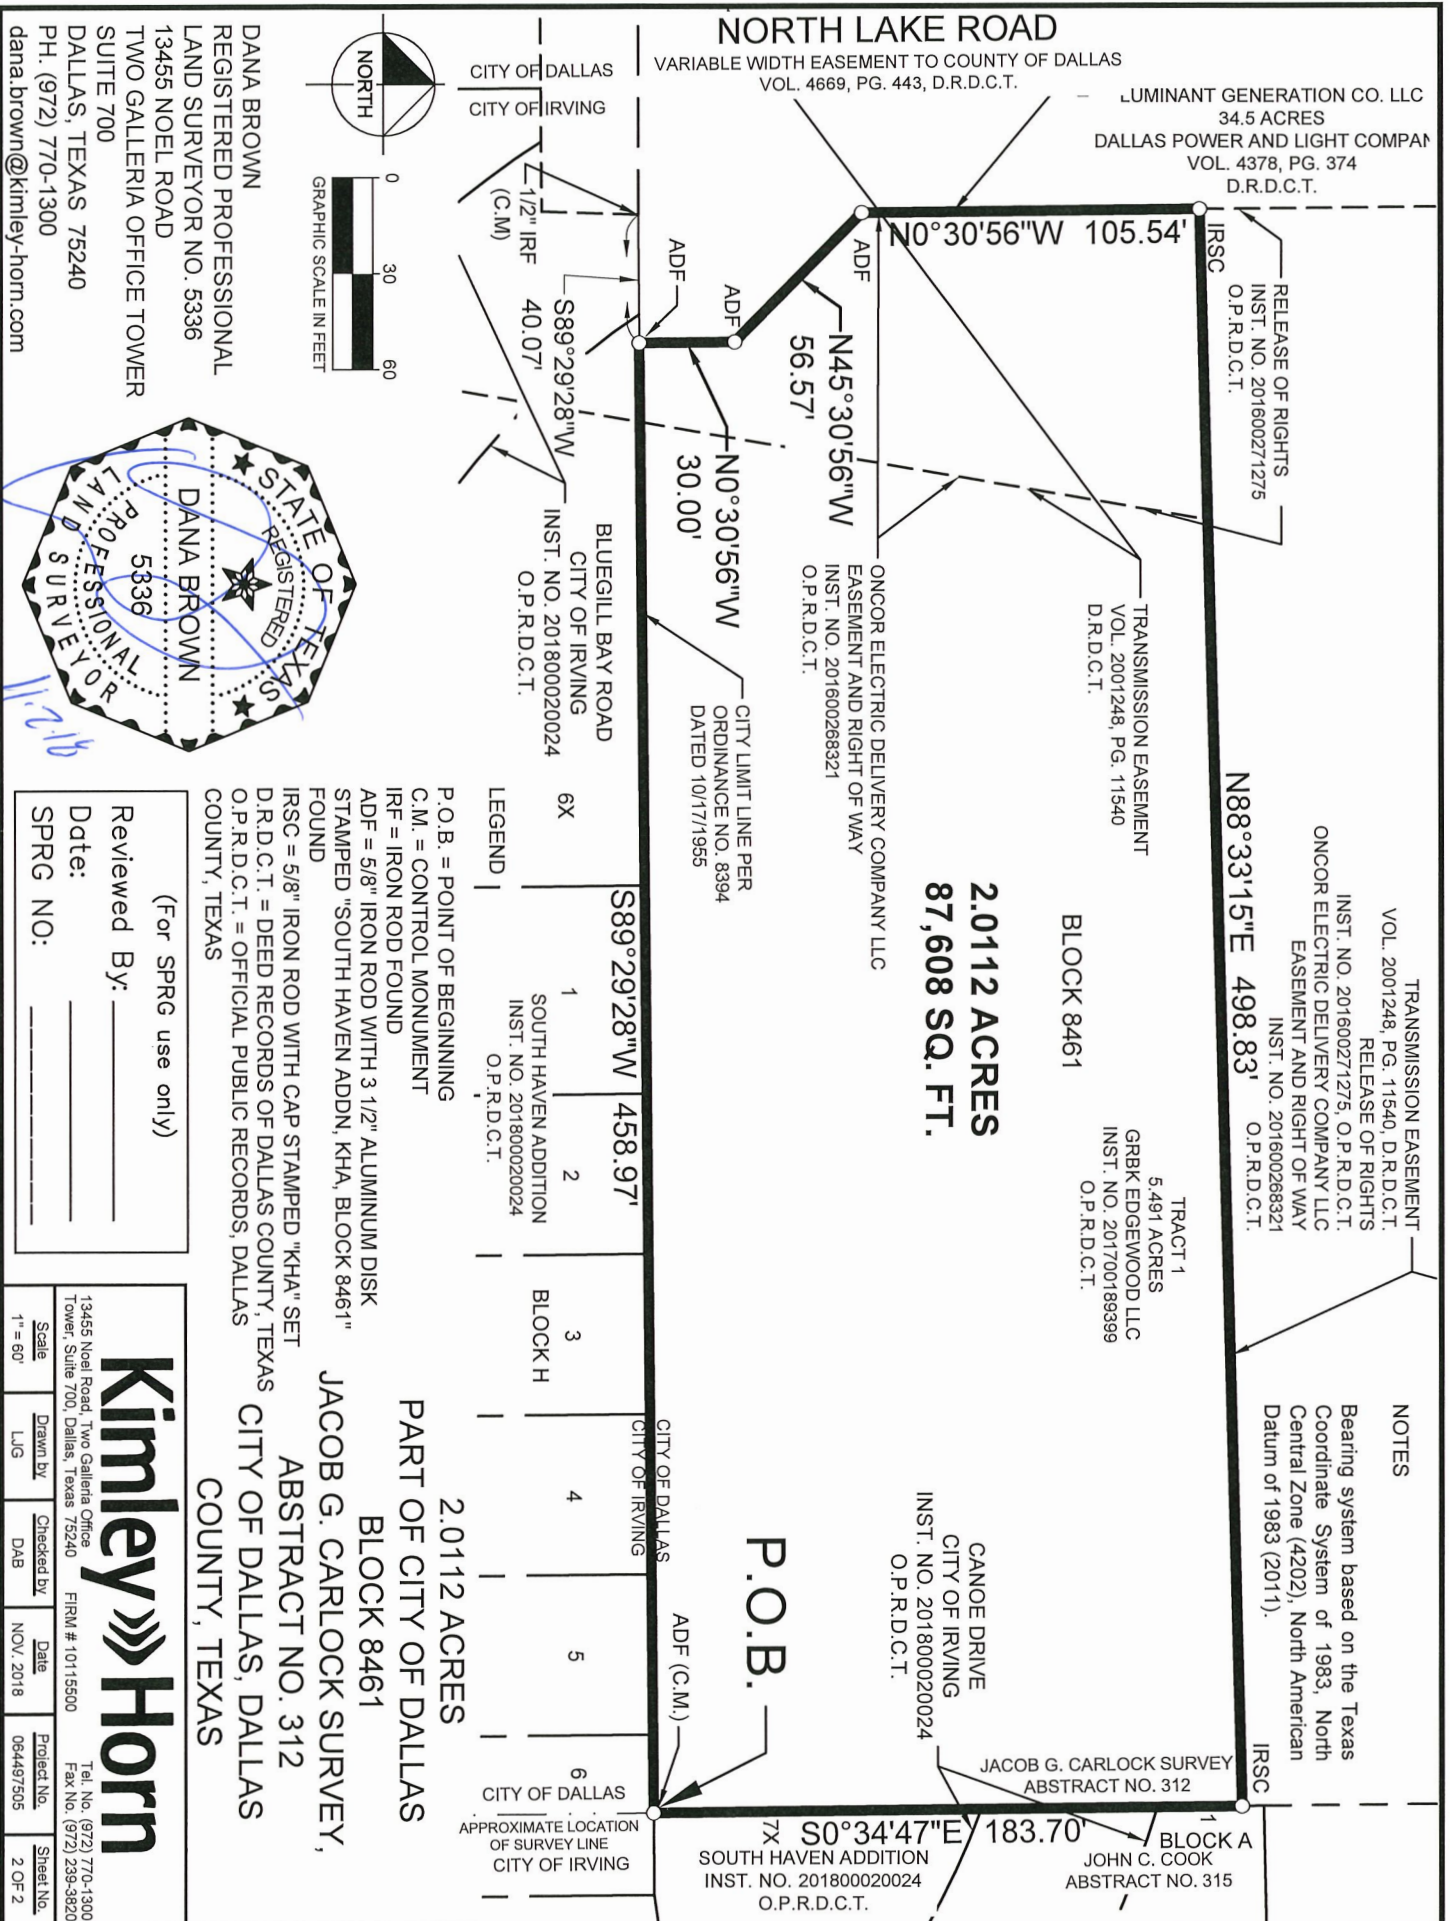 NORTH LAKE ROAD
VARIABLE WIDTH EASEMENT TO COUNTY OF DALLAS
VOL. 4669, PG. 443, D.R.D.C.T.
LUMINANT GENERATION CO. LLC
34.5 ACRES
DALLAS POWER AND LIGHT COMPAN
VOL. 4378, PG. 374
D.R.D.C.T.
N0°30'56"W 105.54'
IRSC
RELEASE OF RIGHTS
INST. NO. 201600271275
O.P.R.D.C.T.
TRANSMISSION EASEMENT
VOL. 2001248, PG. 11540, D.R.D.C.T.
RELEASE OF RIGHTS
INST. NO. 201600271275, O.P.R.D.C.T.
ONCOR ELECTRIC DELIVERY COMPANY LLC
EASEMENT AND RIGHT OF WAY
INST. NO. 201600268321
O.P.R.D.C.T.
N88°33'15"E 498.83'
NOTES
Bearing system based on the Texas
Coordinate System of 1983, North
Central Zone (4202), North American
Datum of 1983 (2011).
IRSC
TRANSMISSION EASEMENT
VOL. 2001248, PG. 11540
D.R.D.C.T.
BLOCK 8461
TRACT 1
5.491 ACRES
GRBK EDGEWOOD LLC
INST. NO. 201700189399
O.P.R.D.C.T.
2.0112 ACRES
87,608 SQ. FT.
JACOB G. CARLOCK SURVEY
ABSTRACT NO. 312
1
BLOCK A
JOHN C. COOK
ABSTRACT NO. 315
CANOE DRIVE
CITY OF IRVING
INST. NO. 201800020024
O.P.R.D.C.T.
S0°34'47"E 183.70'
7X
SOUTH HAVEN ADDITION
INST. NO. 201800020024
O.P.R.D.C.T.
ADF
N45°30'56"W
56.57'
ONCOR ELECTRIC DELIVERY COMPANY LLC
EASEMENT AND RIGHT OF WAY
INST. NO. 201600268321
O.P.R.D.C.T.
ADF
N0°30'56"W
30.00'
CITY LIMIT LINE PER
ORDINANCE NO. 8394
DATED 10/17/1955
P.O.B.
ADF
ADF (C.M.)
CITY OF DALLAS
CITY OF IRVING
S89°29'28"W 458.97'
1/2" IRF
(C.M)
S89°29'28"W
40.07'
BLUEGILL BAY ROAD
CITY OF IRVING
INST. NO. 201800020024
O.P.R.D.C.T.
6X
1
2
3
4
5
6
SOUTH HAVEN ADDITION
INST. NO. 201800020024
O.P.R.D.C.T.
BLOCK H
CITY OF DALLAS
CITY OF IRVING
CITY OF DALLAS
APPROXIMATE LOCATION
OF SURVEY LINE
CITY OF IRVING
NORTH
0
30
60
GRAPHIC SCALE IN FEET
LEGEND
P.O.B. = POINT OF BEGINNING
C.M. = CONTROL MONUMENT
IRF = IRON ROD FOUND
ADF = 5/8" IRON ROD WITH 3 1/2" ALUMINUM DISK
STAMPED "SOUTH HAVEN ADDN, KHA, BLOCK 8461"
FOUND
IRSC = 5/8" IRON ROD WITH CAP STAMPED "KHA" SET
D.R.D.C.T. = DEED RECORDS OF DALLAS COUNTY, TEXAS
O.P.R.D.C.T. = OFFICIAL PUBLIC RECORDS, DALLAS
COUNTY, TEXAS
2.0112 ACRES
PART OF CITY OF DALLAS
BLOCK 8461
JACOB G. CARLOCK SURVEY,
ABSTRACT NO. 312
CITY OF DALLAS, DALLAS
COUNTY, TEXAS
DANA BROWN
REGISTERED PROFESSIONAL
LAND SURVEYOR NO. 5336
13455 NOEL ROAD
TWO GALLERIA OFFICE TOWER
SUITE 700
DALLAS, TEXAS 75240
PH. (972) 770-1300
dana.brown@kimley-horn.com
STATE OF TEXAS
REGISTERED
DANA BROWN
5336
PROFESSIONAL
LAND SURVEYOR
11.2.18
(For SPRG use only)
Reviewed By:
Date:
SPRG NO:
Kimley»Horn
13455 Noel Road, Two Galleria Office
Tower, Suite 700, Dallas, Texas 75240
FIRM # 10115500
Tel. No. (972) 770-1300
Fax No. (972) 239-3820
Scale
Drawn by
Checked by
Date
Project No.
Sheet No.
1" = 60'
LJG
DAB
NOV. 2018
064497505
2 OF 2